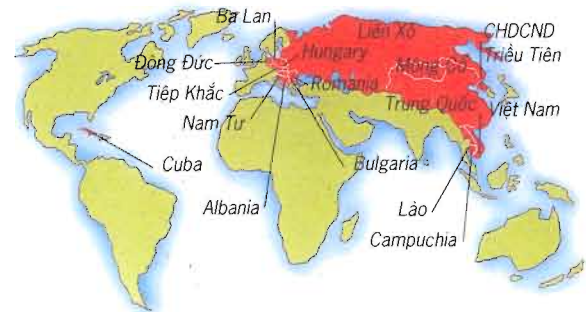 Ba Lan
Liên Xô
CHDCND
Triều Tiên
Hungary
Đông Đức
Mông Cổ
Romania
Tiệp Khắc
Trung Quốc
Việt Nam
Nam Tư
Cuba
Bulgaria
Albania
Lào
Campuchia